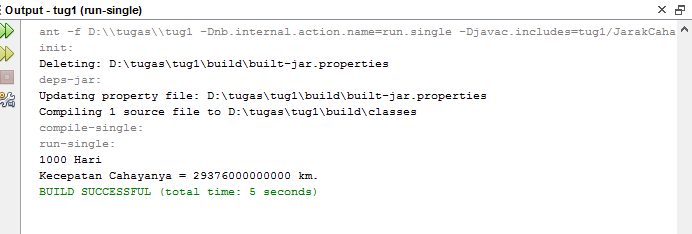 Output - tug1 (run-single)
ant -f D:\\tugas\\tug1 -Dnb.internal.action.name=run.single -Djavac.includes=tug1/JarakCaha
init:
Deleting: D:\tugas\tug1\build\built-jar.properties
deps-jar:
Updating property file: D:\tugas\tug1\build\built-jar.properties
Compiling 1 source file to D:\tugas\tug1\build\classes
compile-single:
run-single:
1000 Hari
Kecepatan Cahayanya = 29376000000000 km.
BUILD SUCCESSFUL (total time: 5 seconds)